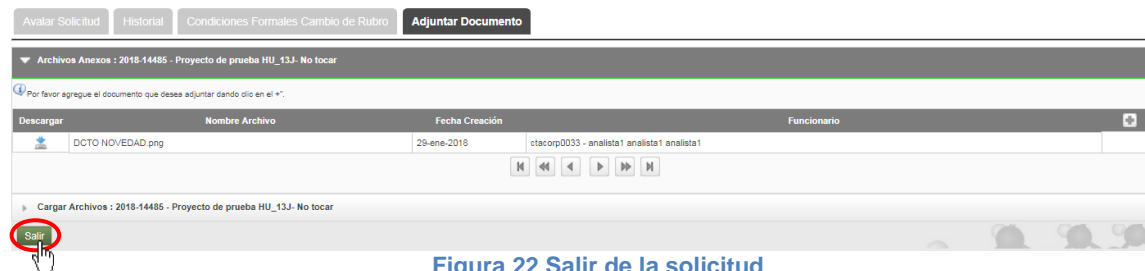 Avalar Solicitud Historial Condiciones Formales Cambio de Rubro Adjuntar Documento
Archivos Anexos : 2018-14485 - Proyecto de prueba HU_13J- No tocar
Por favor agregue el documento que desea adjuntar dando clic en el +".
Descargar Nombre Archivo Fecha Creación Funcionario
DCTO NOVEDAD.png 29-ene-2018 ctacorp0033 - analista1 analista1 analista1
Cargar Archivos : 2018-14485 - Proyecto de prueba HU_13J- No tocar
Salir
Figura 22 Salir de la solicitud